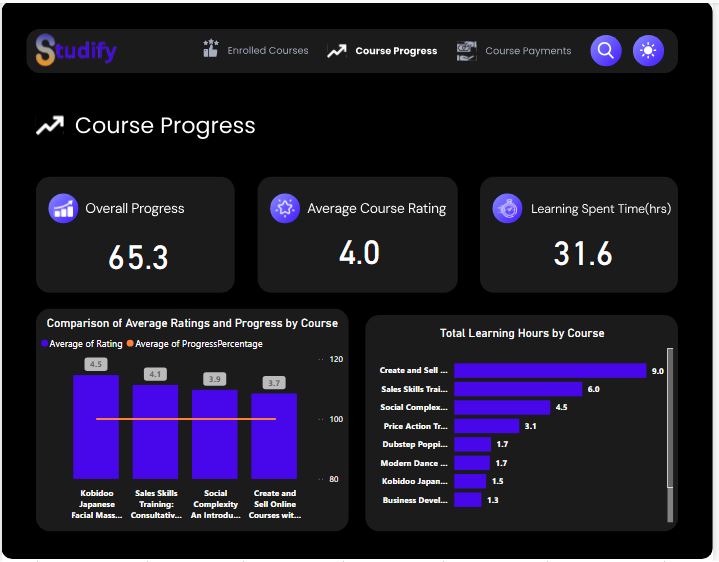 Studify
Enrolled Courses
Course Progress
Course Payments
Course Progress
Overall Progress
65.3
Average Course Rating
4.0
Learning Spent Time(hrs)
31.6
Comparison of Average Ratings and Progress by Course
Average of Rating Average of ProgressPercentage
4.5
4.1
3.9
3.7
120
100
80
Kobidoo
Japanese
Facial Mass...
Sales Skills
Training:
Consultativ...
Social
Complexity
An Introdu...
Create and
Sell Online
Courses wit...
Total Learning Hours by Course
Create and Sell ... 9.0
Sales Skills Trai... 6.0
Social Complex... 4.5
Price Action Tr... 3.1
Dubstep Poppi... 1.7
Modern Dance ... 1.7
Kobidoo Japan... 1.5
Business Devel... 1.3